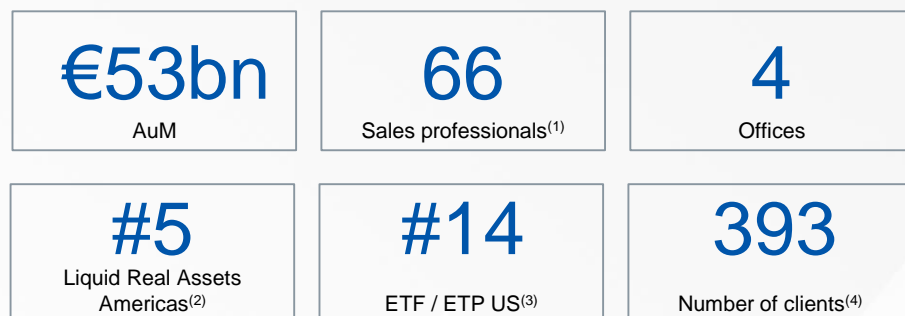 €53bn
AuM
66
Sales professionals(1)
4
Offices
#5
Liquid Real Assets
Americas(2)
#14
ETF / ETP US(3)
393
Number of clients(4)